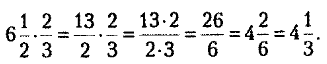 6 1/2 · 2/3 = 13/2 · 2/3 = 13·2/2·3 = 26/6 = 4 2/6 = 4 1/3.